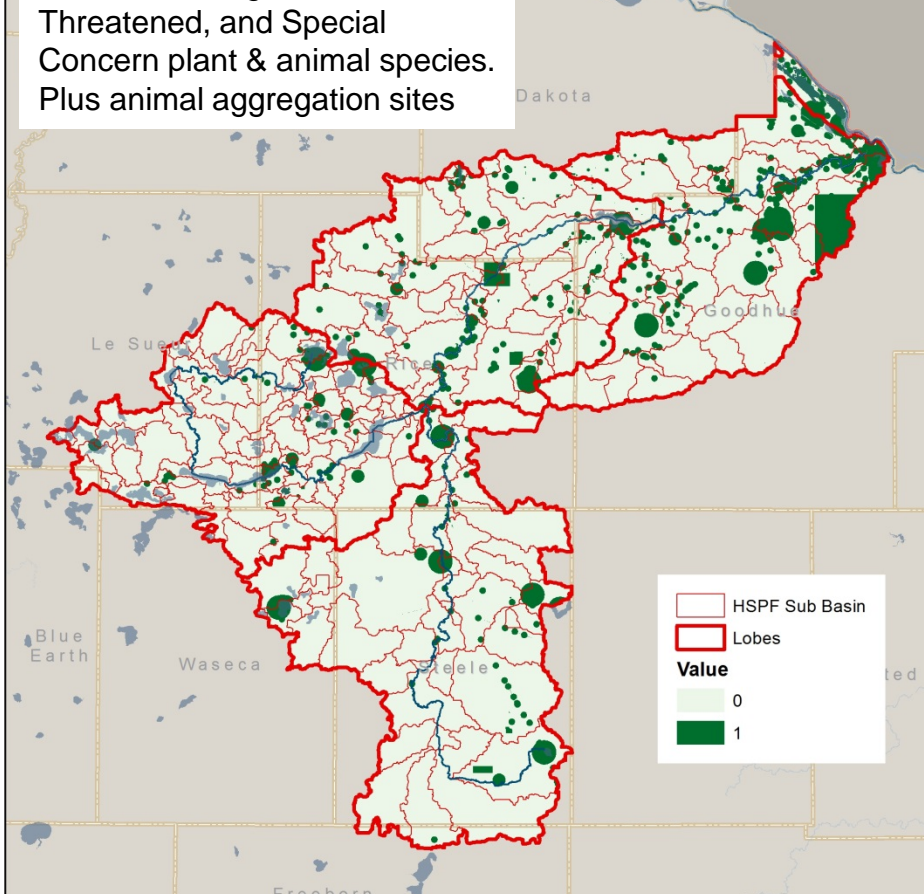 Threatened, and Special
Concern plant & animal species.
Plus animal aggregation sites
Dakota
Goodhue
Le Sueur
Rice
HSPF Sub Basin
Lobes
Value
0
1
Blue
Earth
Waseca
Steele